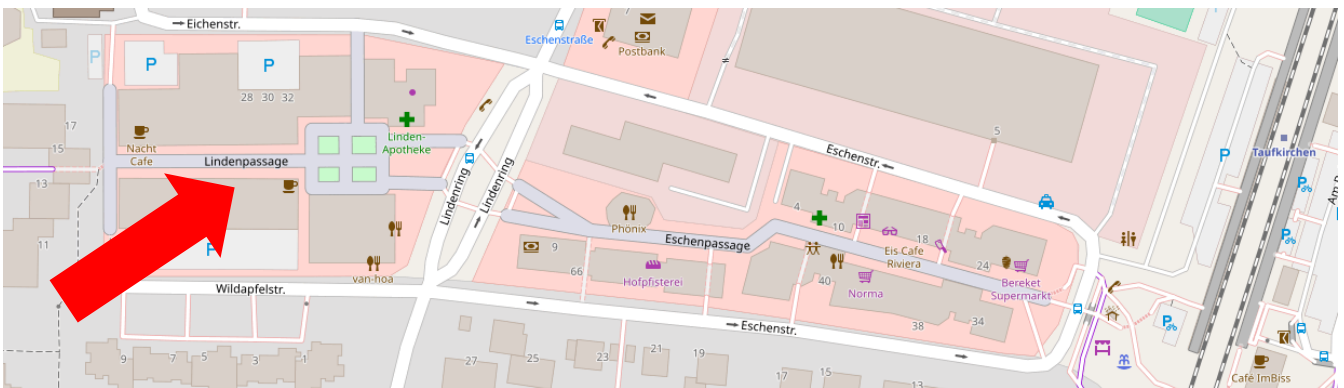 Eichenstr.
Eschenstraße
7
Postbank
P
P
P
28 30 32
17
15
13
11
Nacht
Cafe
Linden-
Apotheke
Lindenpassage
Lindenring
Lindenring
P
van-hoa
Wildapfelstr.
9
7
5
3
1
Phönix
Eschenpassage
9
66
Hofpfisterei
Eschenstr.
5
4
10
18
24
Eis Cafe
Riviera
Norma
40
38
34
Bereket
Supermarkt
Eschenstr.
27
25
23
21
19
17
15
13
P
Taufkirchen
P
P
P
Am
Café ImBiss